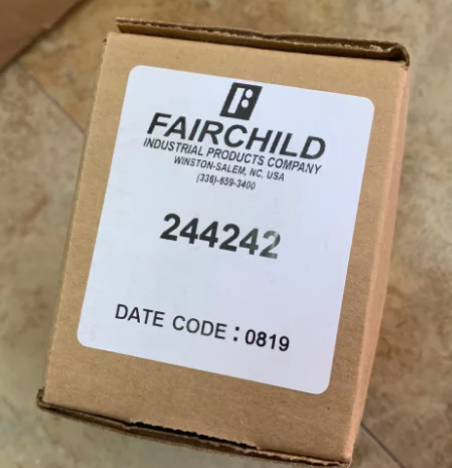 FAIRCHILD
INDUSTRIAL PRODUCTS COMPANY
WINSTON-SALEM, NC, USA
(336)-659-3400
244242
DATE CODE : 0819